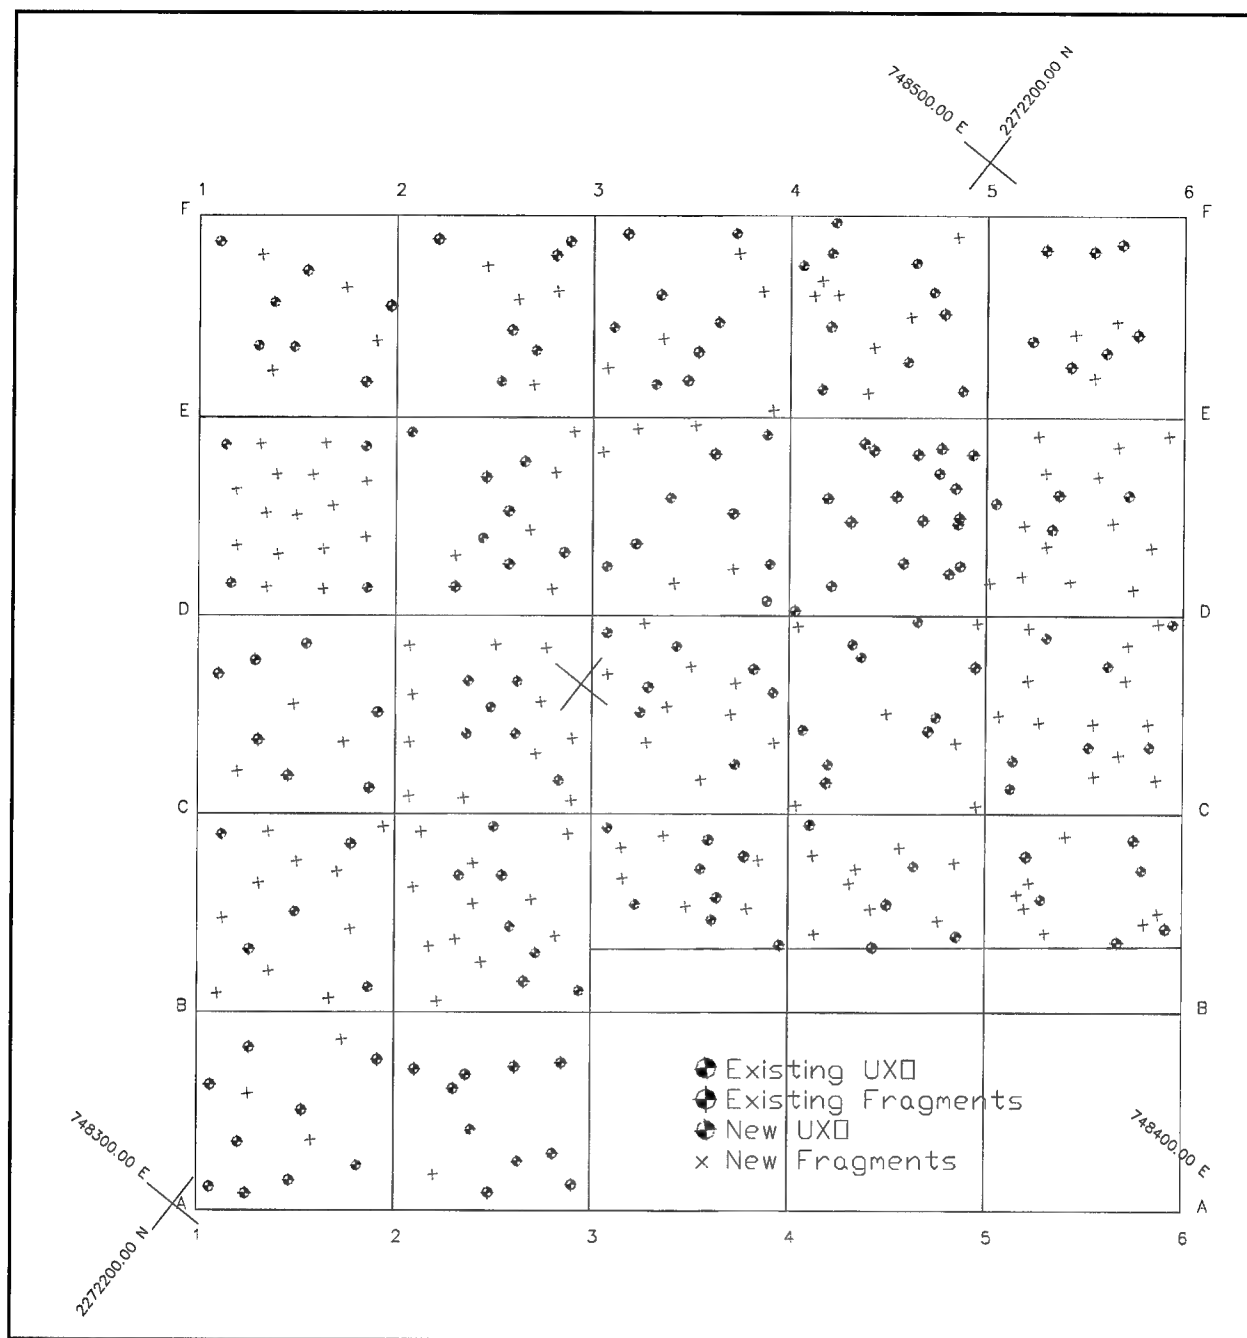 748500.00 E
2272200.00 N
1 2 3 4 5 6
F F
E E
D D
C C
B B
Existing UXO
Existing Fragments
New UXO
× New Fragments
748300.00 E
748400.00 E
A A
1 2 3 4 5 6
2272200.00 N